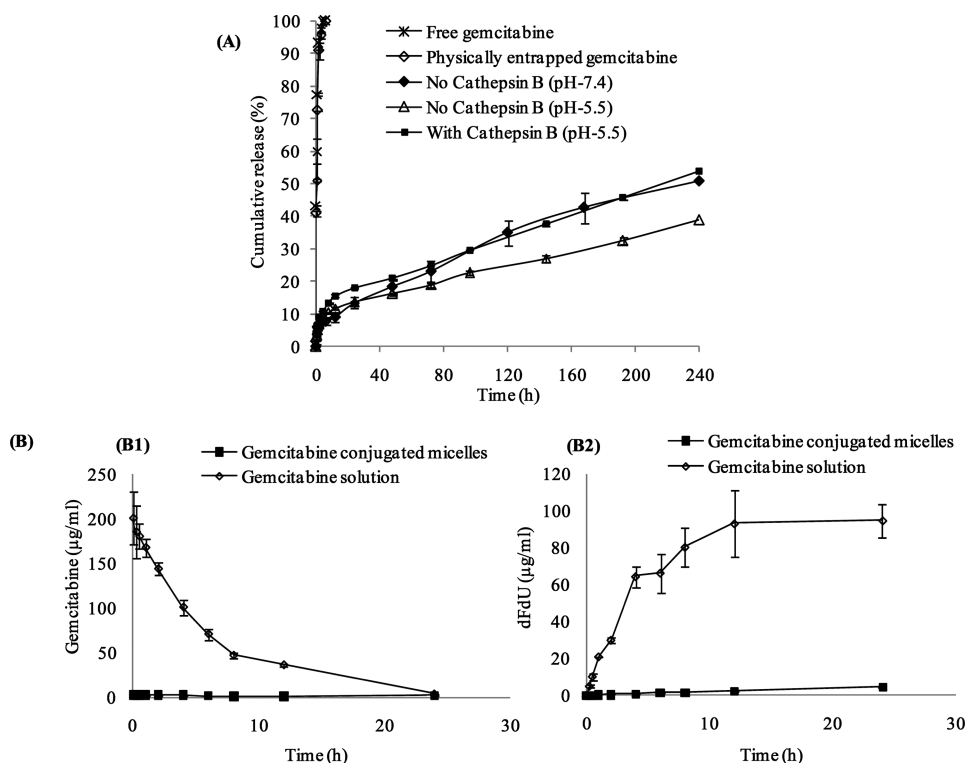 (A)
Free gemcitabine
Physically entrapped gemcitabine
No Cathepsin B (pH-7.4)
No Cathepsin B (pH-5.5)
With Cathepsin B (pH-5.5)
Cumulative release (%)
100
90
80
70
60
50
40
30
20
10
0
0 40 80 120 160 200 240
Time (h)
(B)
(B1)
Gemcitabine conjugated micelles
Gemcitabine solution
Gemcitabine (µg/ml)
250
200
150
100
50
0
0 10 20 30
Time (h)
(B2)
Gemcitabine conjugated micelles
Gemcitabine solution
dFdU (µg/ml)
120
100
80
60
40
20
0
0 10 20 30
Time (h)